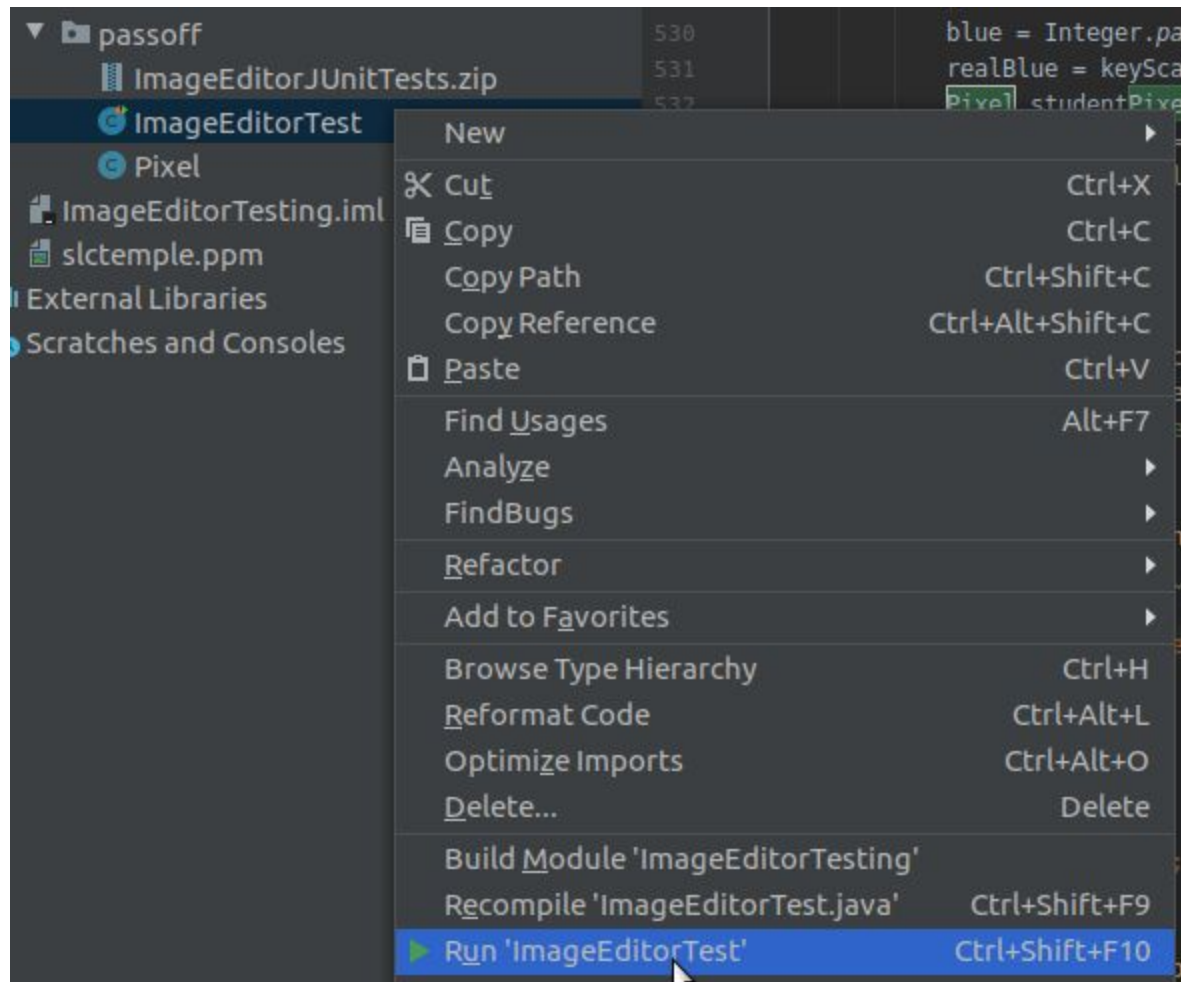 passoff
ImageEditorJUnitTests.zip
ImageEditorTest
Pixel
ImageEditorTesting.iml
slctemple.ppm
External Libraries
Scratches and Consoles
530 blue = Integer.pa
531 realBlue = keySca
532 Pixel studentPixe
New
Cut Ctrl+X
Copy Ctrl+C
Copy Path Ctrl+Shift+C
Copy Reference Ctrl+Alt+Shift+C
Paste Ctrl+V
Find Usages Alt+F7
Analyze
FindBugs
Refactor
Add to Favorites
Browse Type Hierarchy Ctrl+H
Reformat Code Ctrl+Alt+L
Optimize Imports Ctrl+Alt+O
Delete... Delete
Build Module 'ImageEditorTesting'
Recompile 'ImageEditorTest.java' Ctrl+Shift+F9
Run 'ImageEditorTest' Ctrl+Shift+F10